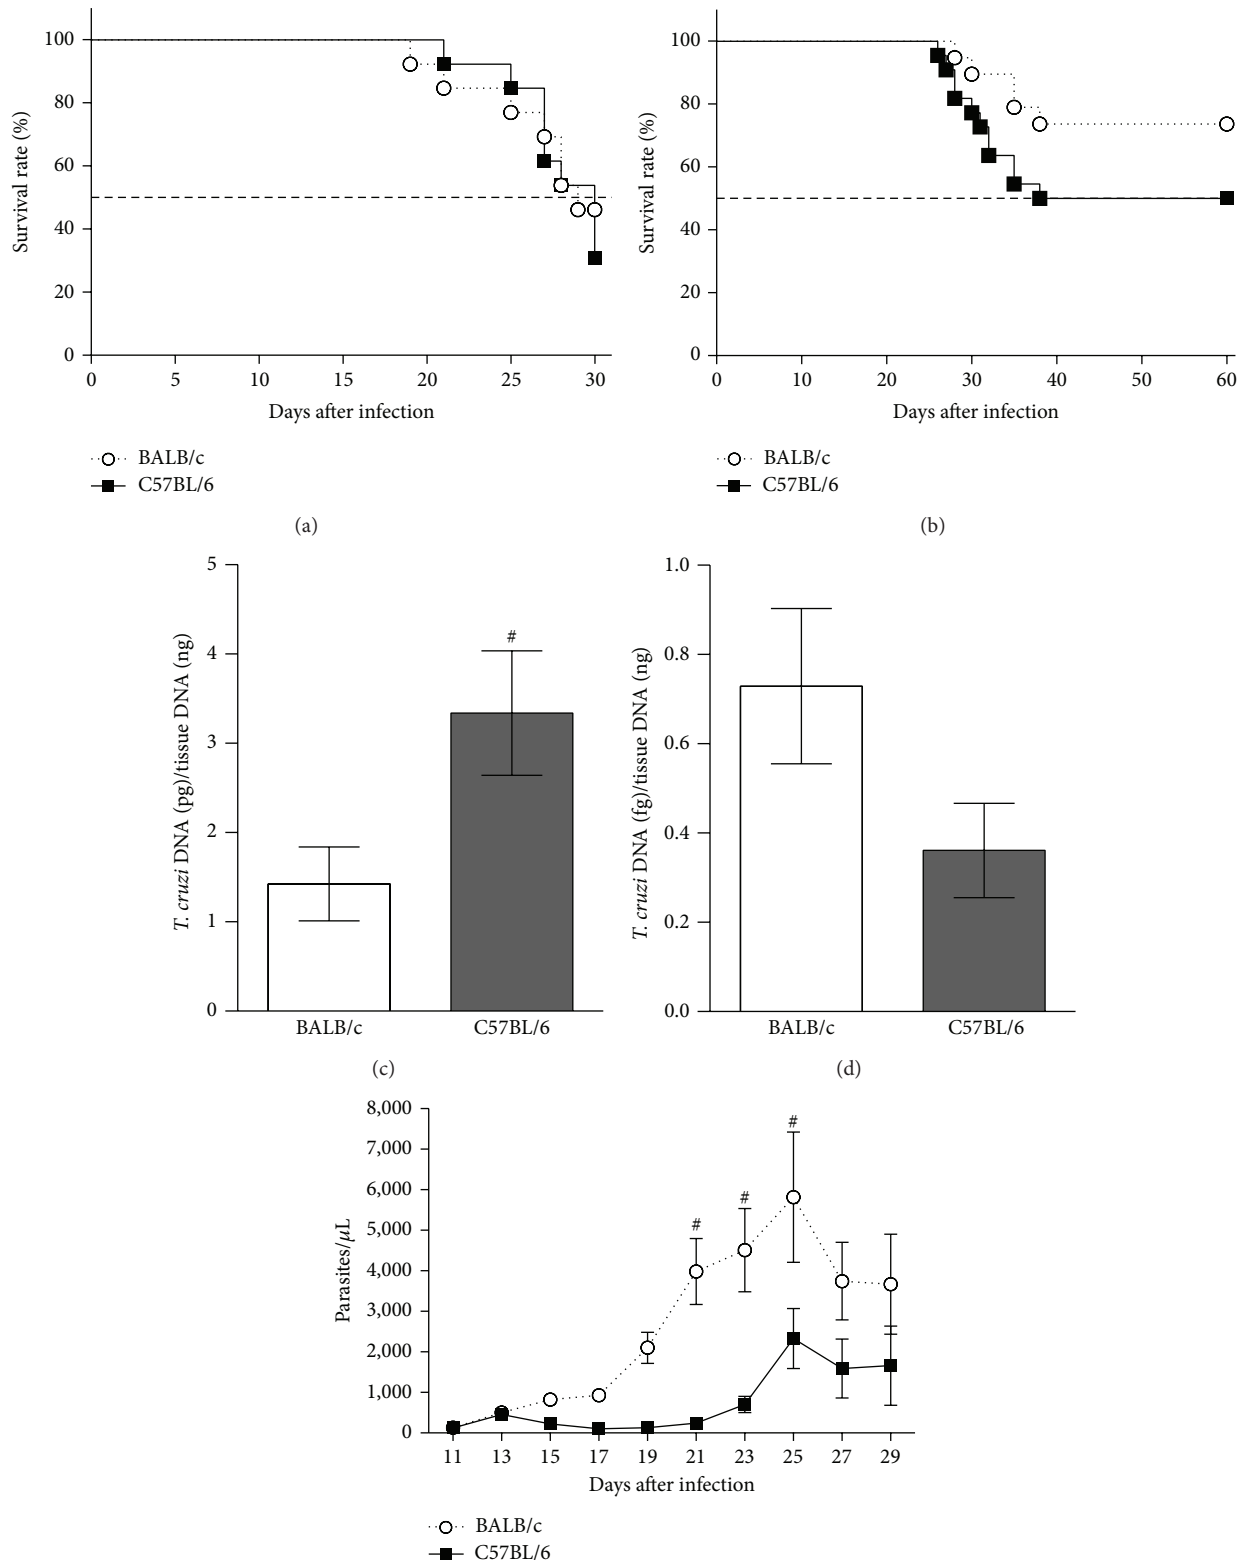 100
80
60
40
20
0
Survival rate (%)
0 5 10 15 20 25 30
Days after infection
BALB/c
C57BL/6
(a)
100
80
60
40
20
0
Survival rate (%)
0 10 20 30 40 50 60
Days after infection
BALB/c
C57BL/6
(b)
5
4
3
2
1
0
T. cruzi DNA (pg)/tissue DNA (ng)
#
BALB/c C57BL/6
(c)
1.0
0.8
0.6
0.4
0.2
0.0
T. cruzi DNA (fg)/tissue DNA (ng)
BALB/c C57BL/6
(d)
8,000
7,000
6,000
5,000
4,000
3,000
2,000
1,000
0
Parasites/μL
# # #
11 13 15 17 19 21 23 25 27 29
Days after infection
BALB/c
C57BL/6